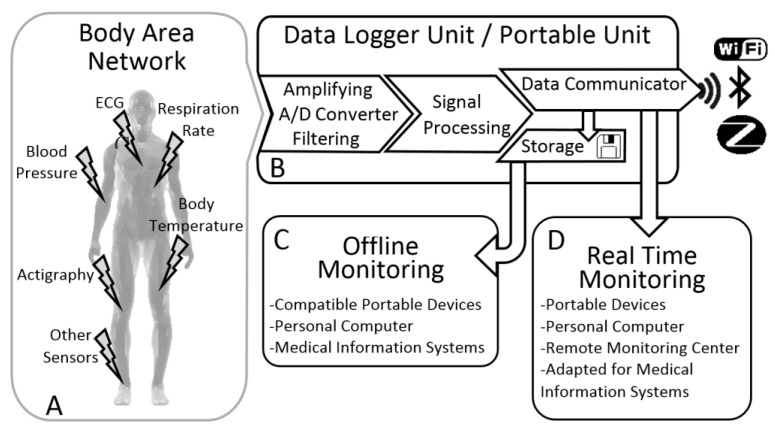 Body Area
Network
ECG
Respiration
Rate
Blood
Pressure
Body
Temperature
Actigraphy
Other
Sensors
A
Data Logger Unit / Portable Unit
Amplifying
A/D Converter
Filtering
Signal
Processing
Data Communicator
Storage
B
Wi Fi
C
Offline
Monitoring
-Compatible Portable Devices
-Personal Computer
-Medical Information Systems
D
Real Time
Monitoring
-Portable Devices
-Personal Computer
-Remote Monitoring Center
-Adapted for Medical
Information Systems